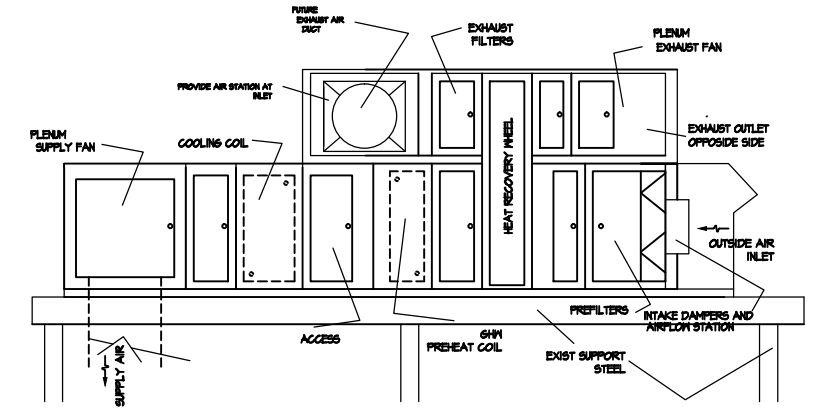 FUTURE
EXHAUST AIR
DUCT
EXHAUST
FILTERS
PLENUM
EXHAUST FAN
PROVIDE AIR STATION AT
INLET
PLENUM
SUPPLY FAN
COOLING COIL
HEAT RECOVERY WHEEL
EXHAUST OUTLET
OPPOSIDE SIDE
OUTSIDE AIR
INLET
PREFILTERS
INTAKE DAMPERS AND
AIRFLOW STATION
ACCESS
GHW
PREHEAT COIL
EXIST SUPPORT
STEEL
SUPPLY AIR